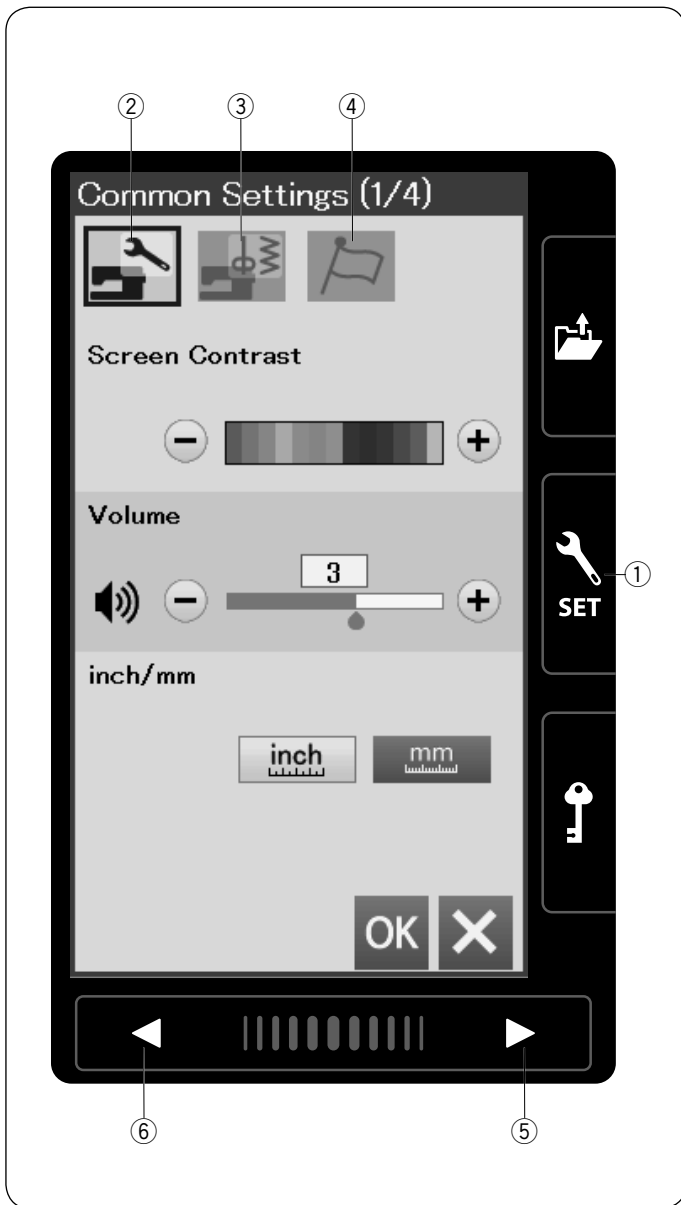 ② ③ ④
Common Settings (1/4)
Screen Contrast
Volume
3
①
SET
inch/mm
inch mm
OK
⑥ ⑤